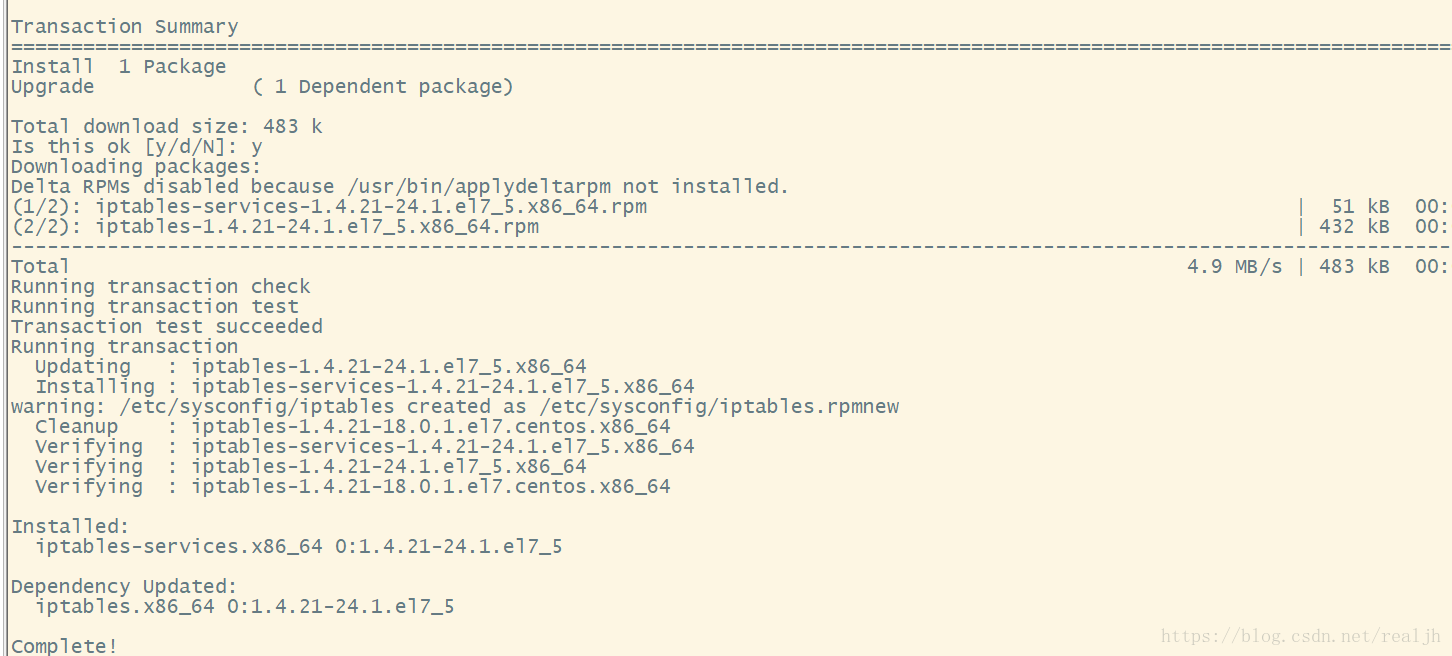 Transaction Summary
================================================================================================================================
Install  1 Package
Upgrade             ( 1 Dependent package)
Total download size: 483 k
Is this ok [y/d/N]: y
Downloading packages:
Delta RPMs disabled because /usr/bin/applydeltarpm not installed.
(1/2): iptables-services-1.4.21-24.1.el7_5.x86_64.rpm | 51 kB 00:
(2/2): iptables-1.4.21-24.1.el7_5.x86_64.rpm | 432 kB 00:
--------------------------------------------------------------------------------------------------------------------------------
Total 4.9 MB/s | 483 kB 00:
Running transaction check
Running transaction test
Transaction test succeeded
Running transaction
  Updating   : iptables-1.4.21-24.1.el7_5.x86_64
  Installing : iptables-services-1.4.21-24.1.el7_5.x86_64
warning: /etc/sysconfig/iptables created as /etc/sysconfig/iptables.rpmnew
  Cleanup    : iptables-1.4.21-18.0.1.el7.centos.x86_64
  Verifying  : iptables-services-1.4.21-24.1.el7_5.x86_64
  Verifying  : iptables-1.4.21-24.1.el7_5.x86_64
  Verifying  : iptables-1.4.21-18.0.1.el7.centos.x86_64
Installed:
  iptables-services.x86_64 0:1.4.21-24.1.el7_5
Dependency Updated:
  iptables.x86_64 0:1.4.21-24.1.el7_5
Complete!
https://blog.csdn.net/realjh